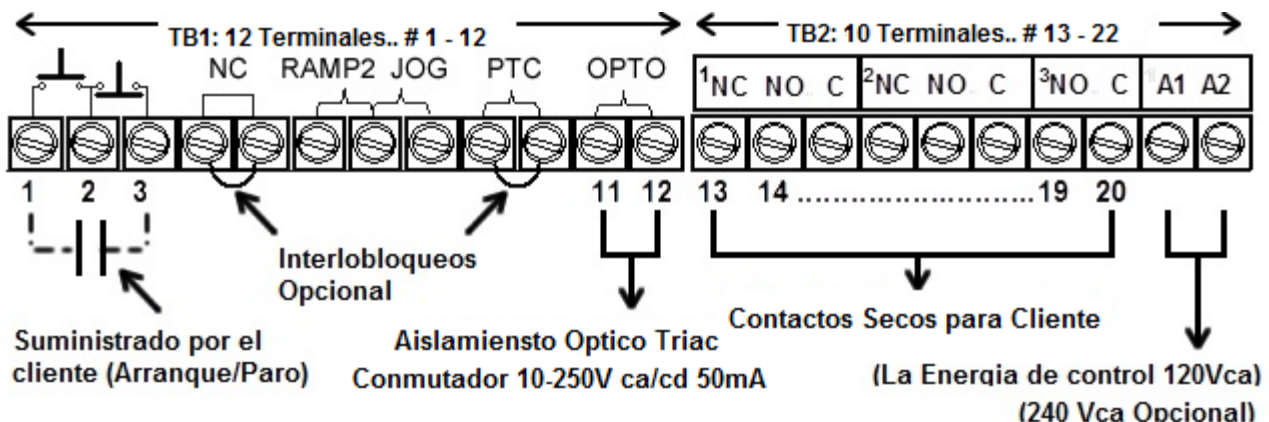 TB1: 12 Terminales.. # 1 - 12
TB2: 10 Terminales.. # 13 - 22
NC RAMP2 JOG PTC OPTO
¹NC NO.. C ²NC NO.. C ³NO.. C A1 A2
1 2 3 11 12 13 14 ............................19 20
Interlobloqueos
Opcional
Suministrado por el
cliente (Arranque/Paro)
Aislamiensto Optico Triac
Conmutador 10-250V ca/cd 50mA
Contactos Secos para Cliente
(La Energia de control 120Vca)
(240 Vca Opcional)